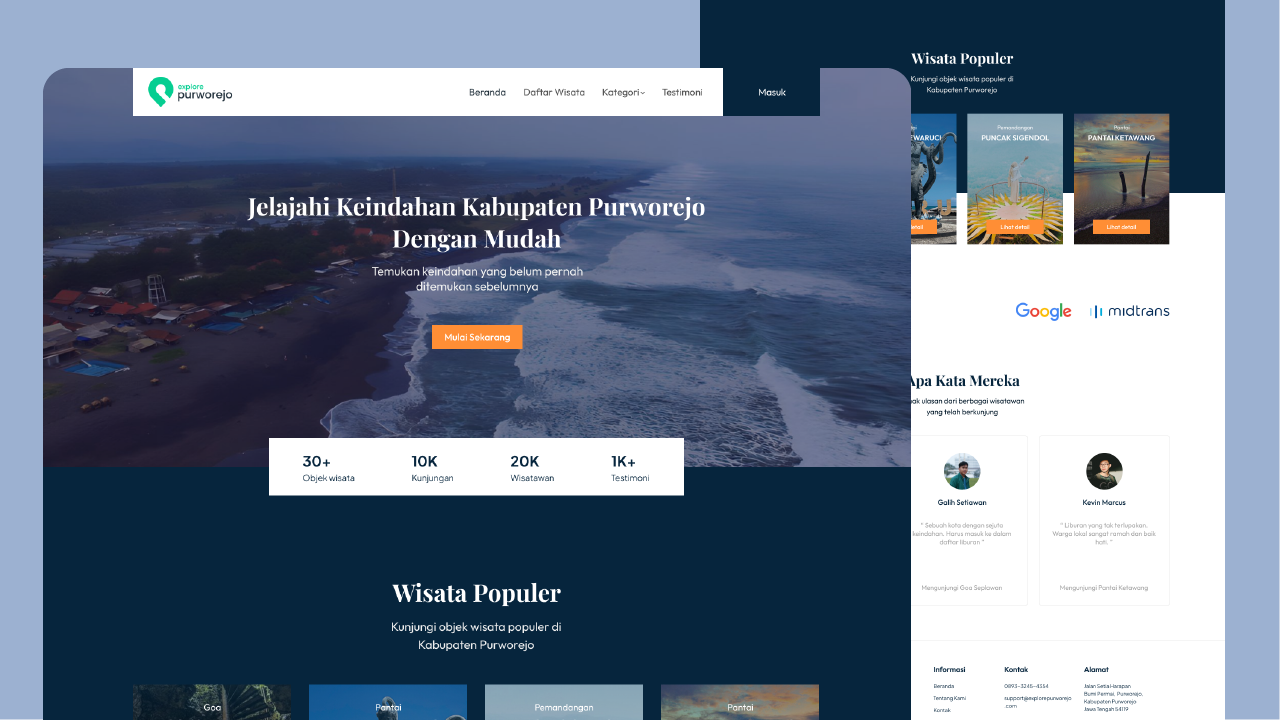 explore
purworejo
Beranda
Daftar Wisata
Kategori
Testimoni
Masuk
Jelajahi Keindahan Kabupaten Purworejo
Dengan Mudah
Temukan keindahan yang belum pernah
ditemukan sebelumnya
Mulai Sekarang
30+
Objek wisata
10K
Kunjungan
20K
Wisatawan
1K+
Testimoni
Wisata Populer
Kunjungi objek wisata populer di
Kabupaten Purworejo
Goa
Pantai
Pemandangan
Pantai
Wisata Populer
Kunjungi objek wisata populer di
Kabupaten Purworejo
Pemandangan
PUNCAK SIGENDOL
Lihat detail
Pantai
PANTAI KETAWANG
Lihat detail
Google
midtrans
Apa Kata Mereka
ulasan dari berbagai wisatawan
yang telah berkunjung
Galih Setiawan
" Sebuah kota dengan sejuta
keindahan. Harus masuk ke dalam
daftar liburan "
Mengunjungi Goa Seplawan
Kevin Marcus
" Liburan yang tak terlupakan.
Warga lokal sangat ramah dan baik
hati. "
Mengunjungi Pantai Ketawang
Informasi
Beranda
Tentang Kami
Kontak
Kontak
0893-3245-4354
support@explorepurworejo
.com
Alamat
Jalan Setia Harapan
Bumi Permai, Purworejo,
Kabupaten Purworejo
Jawa Tengah 54119